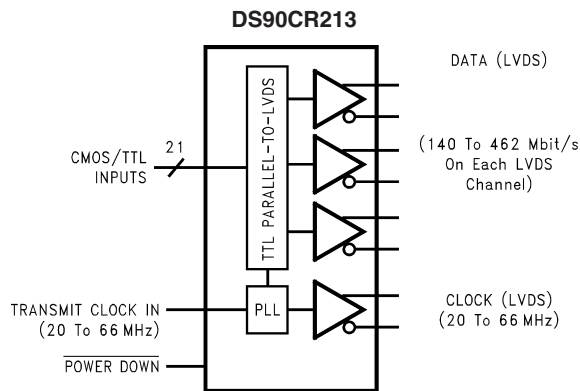 DS90CR213
DATA (LVDS)
TTL PARALLEL-TO-LVDS
21
CMOS/TTL
INPUTS
(140 To 462 Mbit/s
On Each LVDS
Channel)
TRANSMIT CLOCK IN
(20 To 66 MHz)
PLL
CLOCK (LVDS)
(20 To 66 MHz)
POWER DOWN